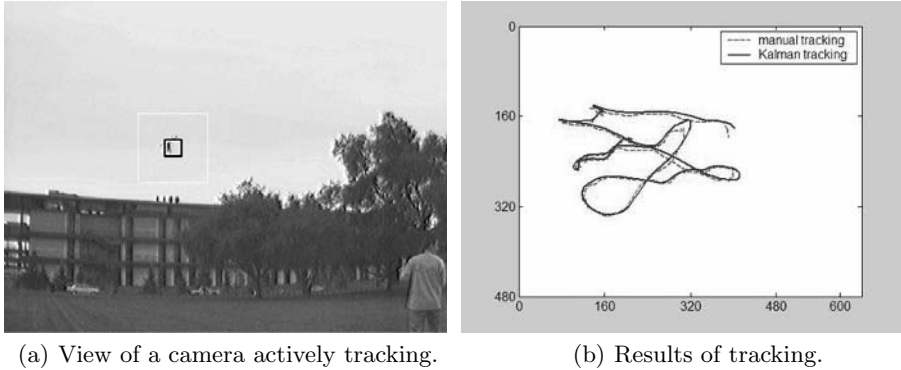 0
160
320
480
0
160
320
480
600
manual tracking
Kalman tracking
(a) View of a camera actively tracking.
(b) Results of tracking.